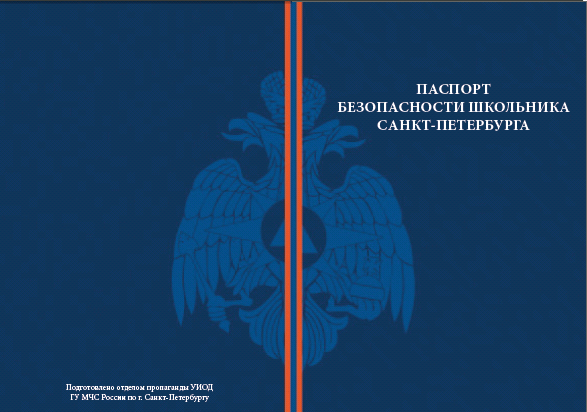 ПАСПОРТ
БЕЗОПАСНОСТИ ШКОЛЬНИКА
САНКТ-ПЕТЕРБУРГА
Подготовлено отделом пропаганды УИОД
ГУ МЧС России по г. Санкт-Петербургу